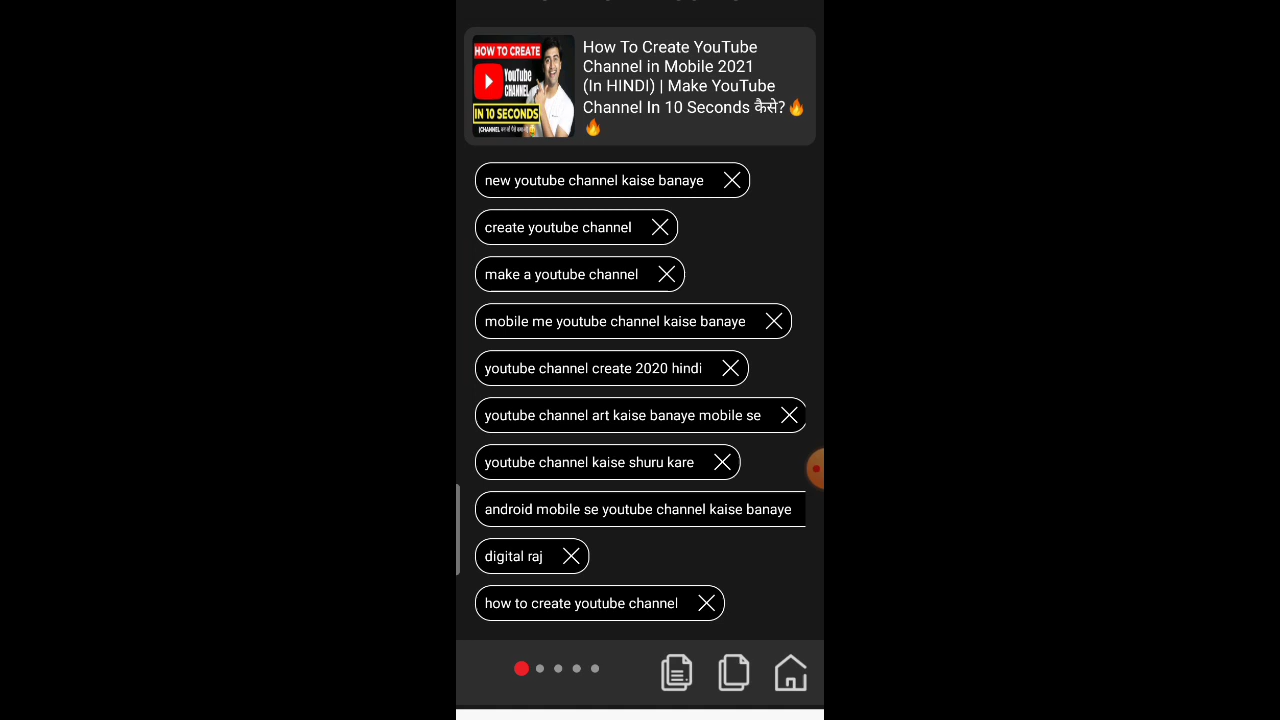 HOW TO CREATE
YouTube
CHANNEL
IN 10 SECONDS
How To Create YouTube
Channel in Mobile 2021
(In HINDI) | Make YouTube
Channel In 10 Seconds कैसे?🔥
🔥
new youtube channel kaise banaye
create youtube channel
make a youtube channel
mobile me youtube channel kaise banaye
youtube channel create 2020 hindi
youtube channel art kaise banaye mobile se
youtube channel kaise shuru kare
android mobile se youtube channel kaise banaye
digital raj
how to create youtube channel